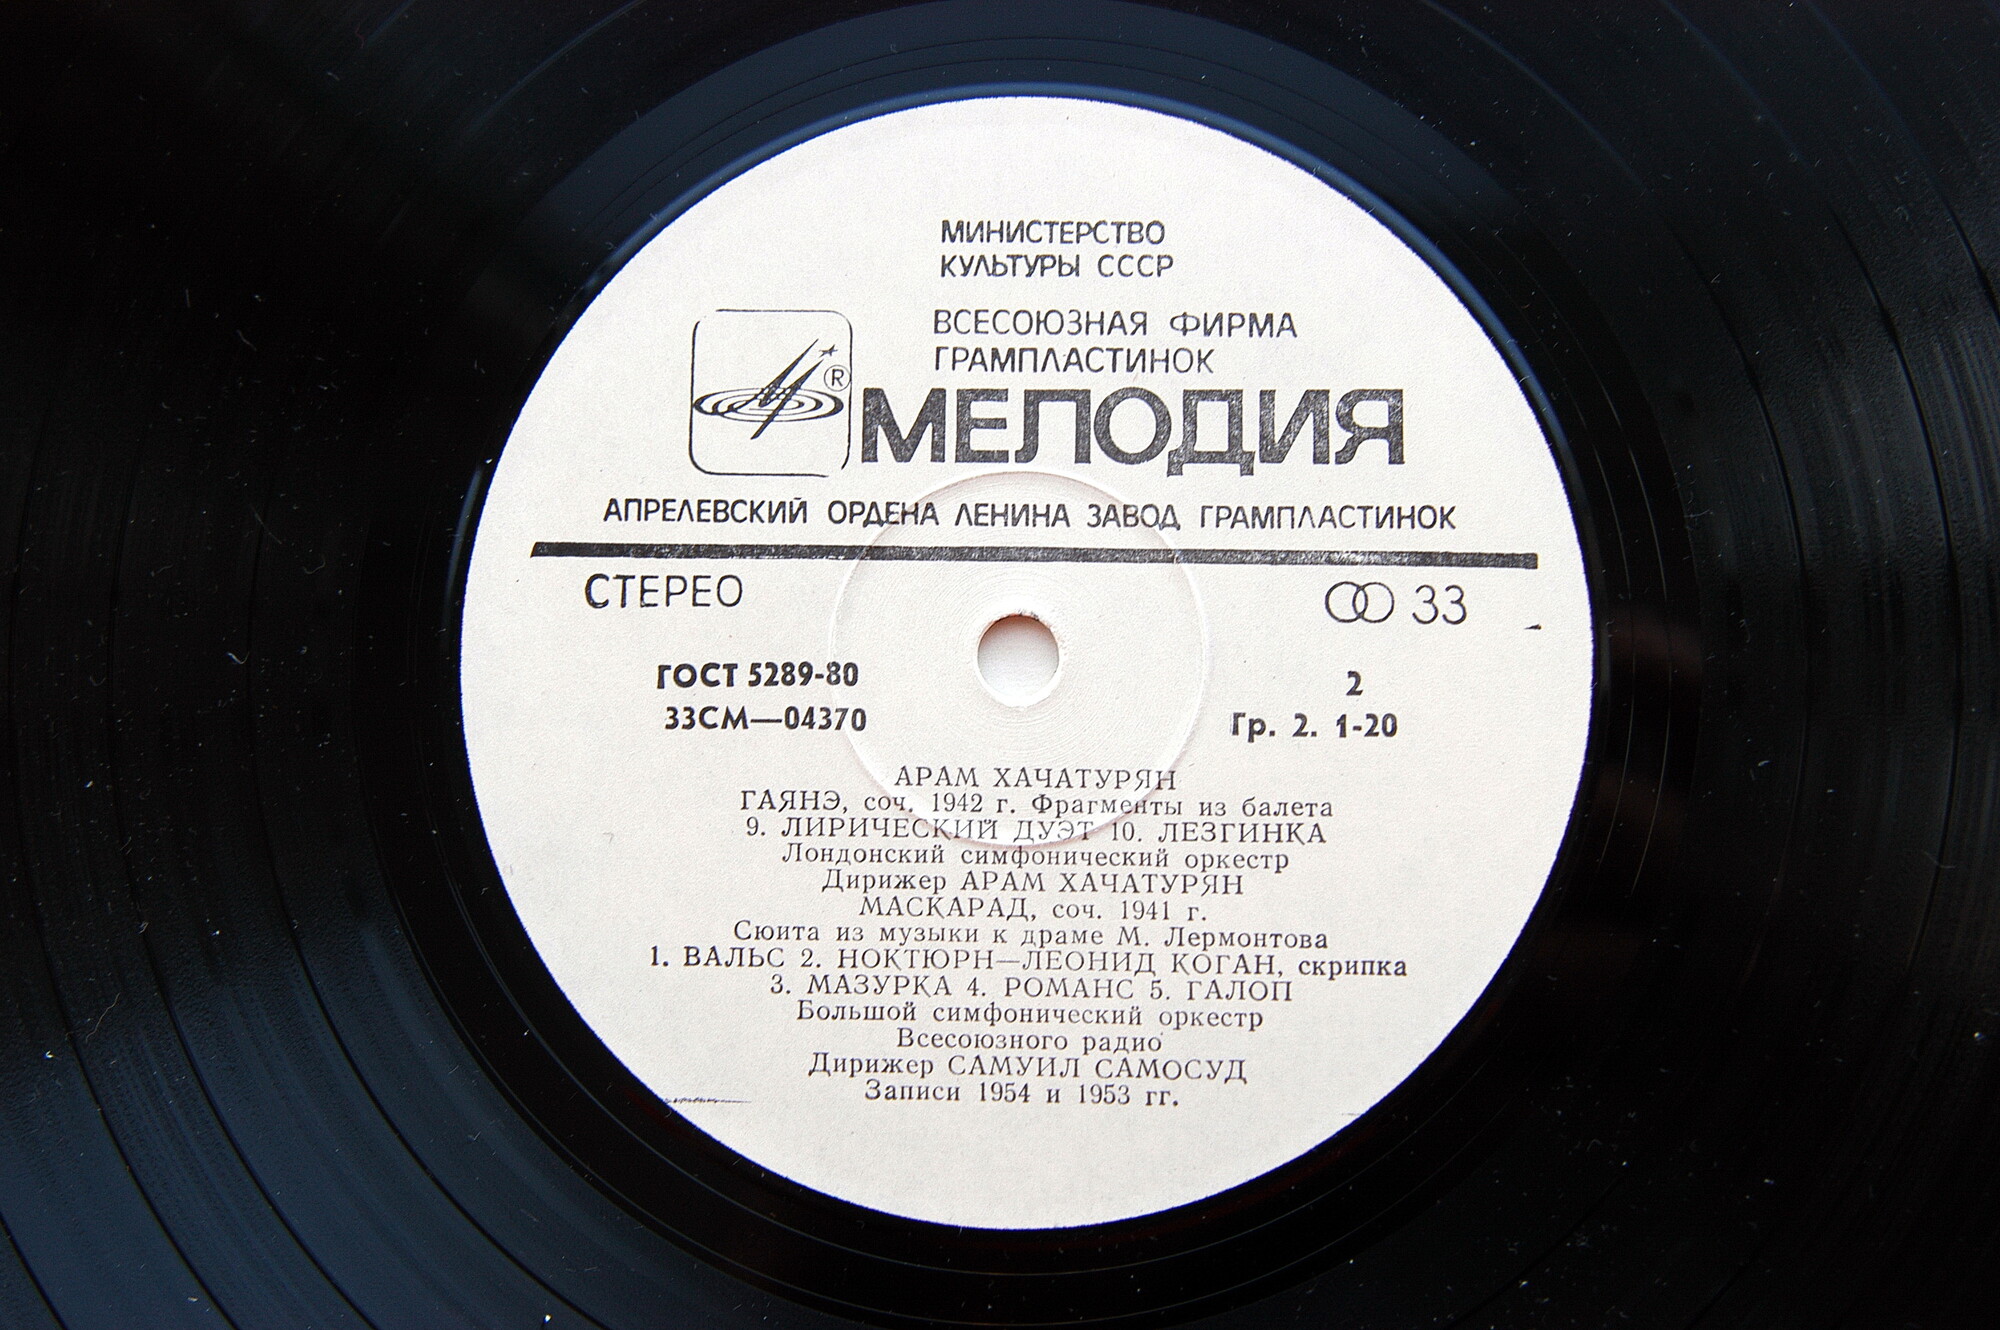 МИНИСТЕРСТВО
КУЛЬТУРЫ СССР
ВСЕСОЮЗНАЯ ФИРМА
ГРАМПЛАСТИНОК
®
МЕЛОДИЯ
АПРЕЛЕВСКИЙ ОРДЕНА ЛЕНИНА ЗАВОД ГРАМПЛАСТИНОК
СТЕРЕО
33
ГОСТ 5289-80
33СМ—04370
2
Гр. 2. 1-20
АРАМ ХАЧАТУРЯН
ГАЯНЭ, соч. 1942 г. Фрагменты из балета
9. ЛИРИЧЕСКИЙ ДУЭТ 10. ЛЕЗГИНКА
Лондонский симфонический оркестр
Дирижер АРАМ ХАЧАТУРЯН
МАСКАРАД, соч. 1941 г.
Сюита из музыки к драме М. Лермонтова
1. ВАЛЬС 2. НОКТЮРН—ЛЕОНИД КОГАН, скрипка
3. МАЗУРКА 4. РОМАНС 5. ГАЛОП
Большой симфонический оркестр
Всесоюзного радио
Дирижер САМУИЛ САМОСУД
Записи 1954 и 1953 гг.